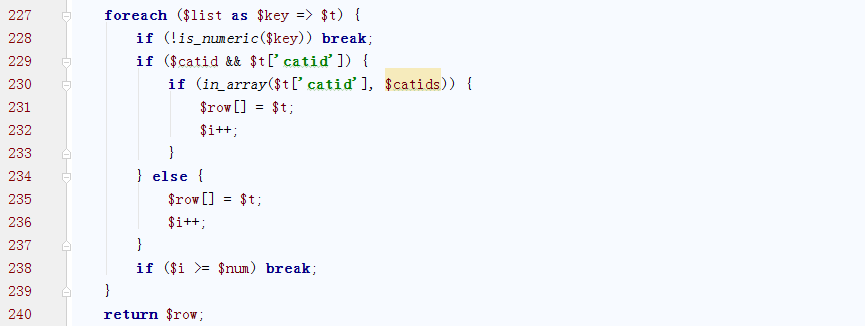 227 foreach ($list as $key => $t) {
228 if (!is_numeric($key)) break;
229 if ($catid && $t['catid']) {
230 if (in_array($t['catid'], $catids)) {
231 $row[] = $t;
232 $i++;
233 }
234 } else {
235 $row[] = $t;
236 $i++;
237 }
238 if ($i >= $num) break;
239 }
240 return $row;